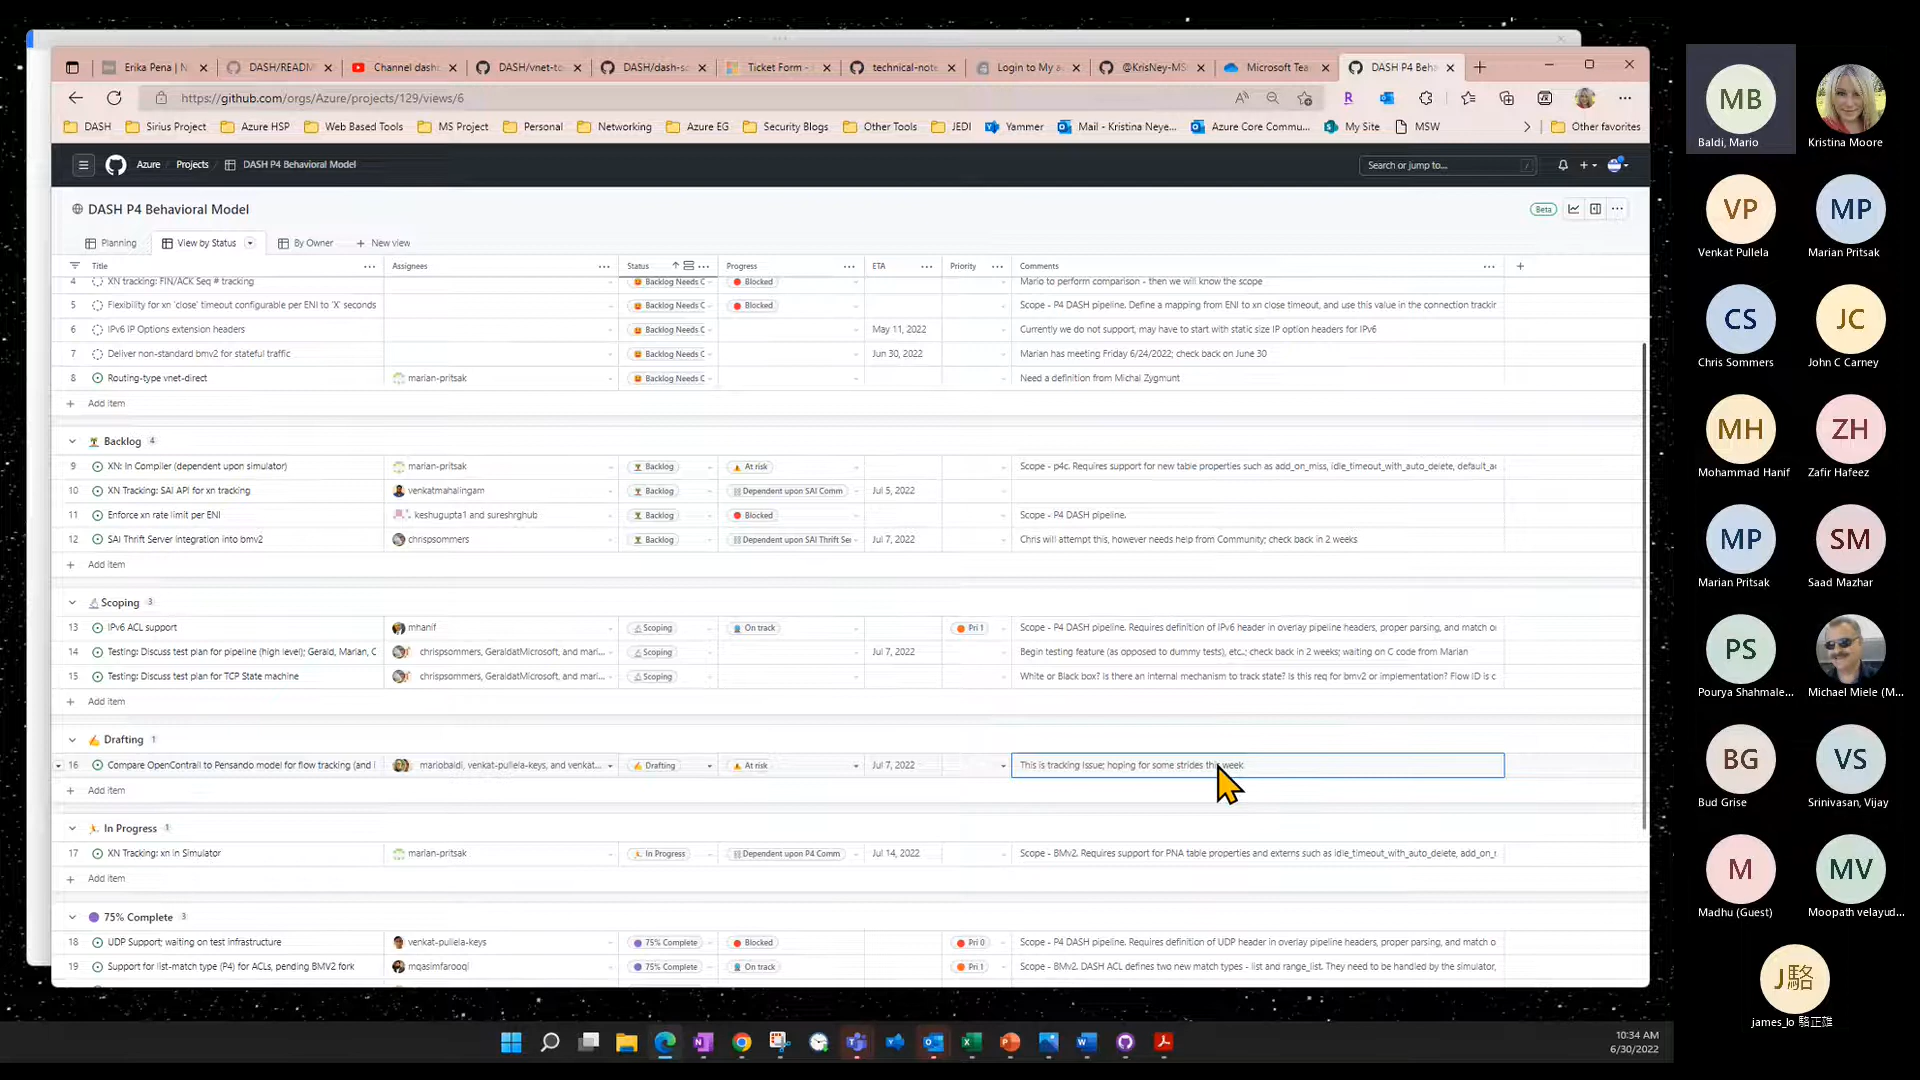 Erika Pena | N
DASH/READM
Channel dash
DASH/vnet-to
DASH/dash-s
Ticket Form -
technical-note
Login to My a
@KrisNey-MS
Microsoft Tea
DASH P4 Beha
https://github.com/orgs/Azure/projects/129/views/6
DASH
Sirius Project
Azure HSP
Web Based Tools
MS Project
Personal
Networking
Azure EG
Security Blogs
Other Tools
JEDI
Yammer
Mail - Kristina Neye...
Azure Core Commu...
My Site
MSW
Other favorites
Azure / Projects / DASH P4 Behavioral Model
Search or jump to...
DASH P4 Behavioral Model
Beta
Planning
View by Status
By Owner
+ New view
Title Assignees Status Progress ETA Priority Comments
4 XN tracking: FIN/ACK Seq # tracking Backlog Needs C Blocked Mario to perform comparison - then we will know the scope
5 Flexibility for xn 'close' timeout configurable per ENI to 'X' seconds Backlog Needs C Blocked Scope - P4 DASH pipeline. Define a mapping from ENI to xn close timeout, and use this value in the connection trackir
6 IPv6 IP Options extension headers Backlog Needs C May 11, 2022 Currently we do not support, may have to start with static size IP option headers for IPv6
7 Deliver non-standard bmv2 for stateful traffic Backlog Needs C Jun 30, 2022 Marian has meeting Friday 6/24/2022; check back on June 30
8 Routing-type vnet-direct marian-pritsak Backlog Needs C Need a definition from Michal Zygmunt
+ Add item
Backlog 4
9 XN: In Compiler (dependent upon simulator) marian-pritsak Backlog At risk Scope - p4c. Requires support for new table properties such as add_on_miss, idle_timeout_with_auto_delete, default_a
10 XN Tracking: SAI API for xn tracking venkatmahalingam Backlog Dependent upon SAI Comm Jul 5, 2022
11 Enforce xn rate limit per ENI keshugupta1 and sureshrghub Backlog Blocked Scope - P4 DASH pipeline.
12 SAI Thrift Server integration into bmv2 chrispsommers Backlog Dependent upon SAI Thrift Se Jul 7, 2022 Chris will attempt this, however needs help from Community; check back in 2 weeks
+ Add item
Scoping 3
13 IPv6 ACL support mhanif Scoping On track Pri 1 Scope - P4 DASH pipeline. Requires definition of IPv6 header in overlay pipeline headers, proper parsing, and match o
14 Testing: Discuss test plan for pipeline (high level); Gerald, Marian, C chrispsommers, GeraldatMicrosoft, and mari... Scoping Jul 7, 2022 Begin testing feature (as opposed to dummy tests), etc..; check back in 2 weeks; waiting on C code from Marian
15 Testing: Discuss test plan for TCP State machine chrispsommers, GeraldatMicrosoft, and mari... Scoping White or Black box? Is there an internal mechanism to track state? Is this req for bmv2 or implementation? Flow ID is c
+ Add item
Drafting 1
16 Compare OpenContrail to Pensando model for flow tracking (and i mariobaldi, venkat-pullela-keys, and venkat... Drafting At risk Jul 7, 2022 This is tracking issue; hoping for some strides this week
+ Add item
In Progress 1
17 XN Tracking: xn in Simulator marian-pritsak In Progress Dependent upon P4 Comm Jul 14, 2022 Scope - BMv2. Requires support for PNA table properties and externs such as idle_timeout_with_auto_delete, add_on_
+ Add item
75% Complete 3
18 UDP Support; waiting on test infrastructure venkat-pullela-keys 75% Complete Blocked Pri 0 Scope - P4 DASH pipeline. Requires definition of UDP header in overlay pipeline headers, proper parsing, and match o
19 Support for list-match type (P4) for ACLs, pending BMV2 fork mqasimfarooqi 75% Complete On track Pri 1 Scope - BMv2. DASH ACL defines two new match types - list and range_list. They need to be handled by the simulator,
10:34 AM
6/30/2022
MB
Baldi, Mario
Kristina Moore
VP
Venkat Pullela
MP
Marian Pritsak
CS
Chris Sommers
JC
John C Carney
MH
Mohammad Hanif
ZH
Zafir Hafeez
MP
Marian Pritsak
SM
Saad Mazhar
PS
Pourya Shahmale...
Michael Miele (M...
BG
Bud Grise
VS
Srinivasan, Vijay
M
Madhu (Guest)
MV
Moopath velayud...
J駱
james_lo 駱正雄